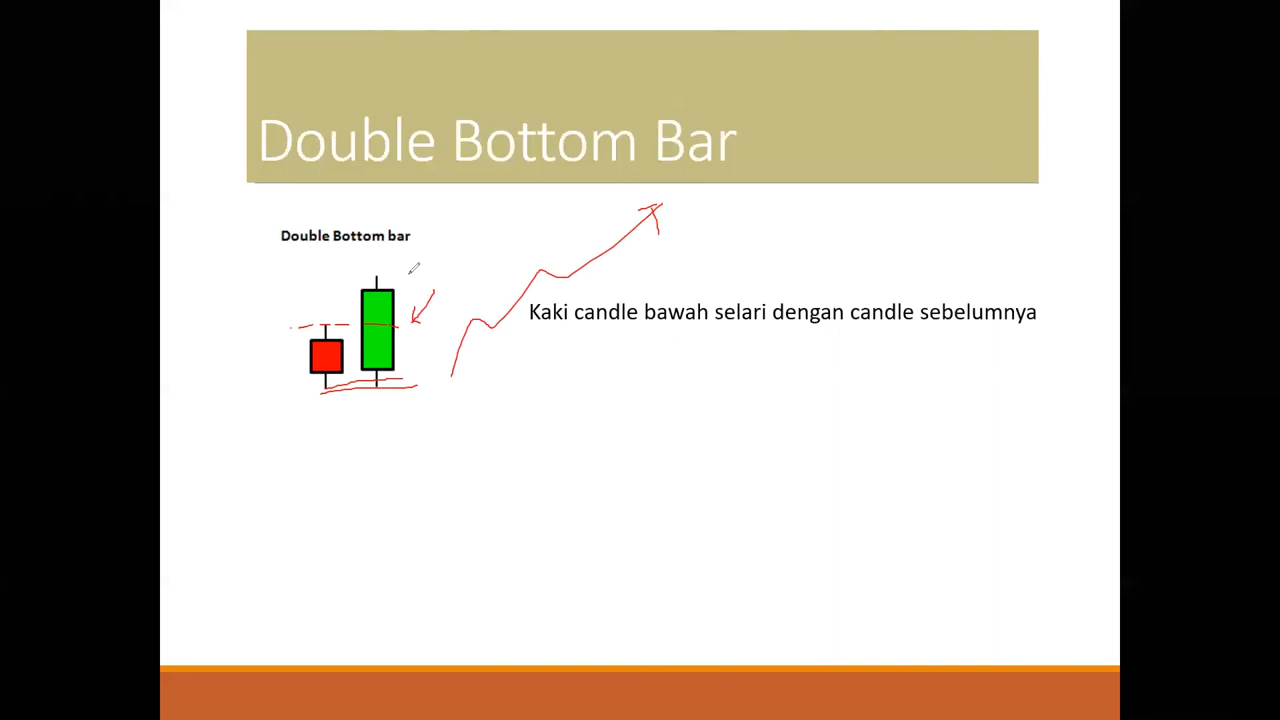 Double Bottom Bar
Double Bottom bar
Kaki candle bawah selari dengan candle sebelumnya